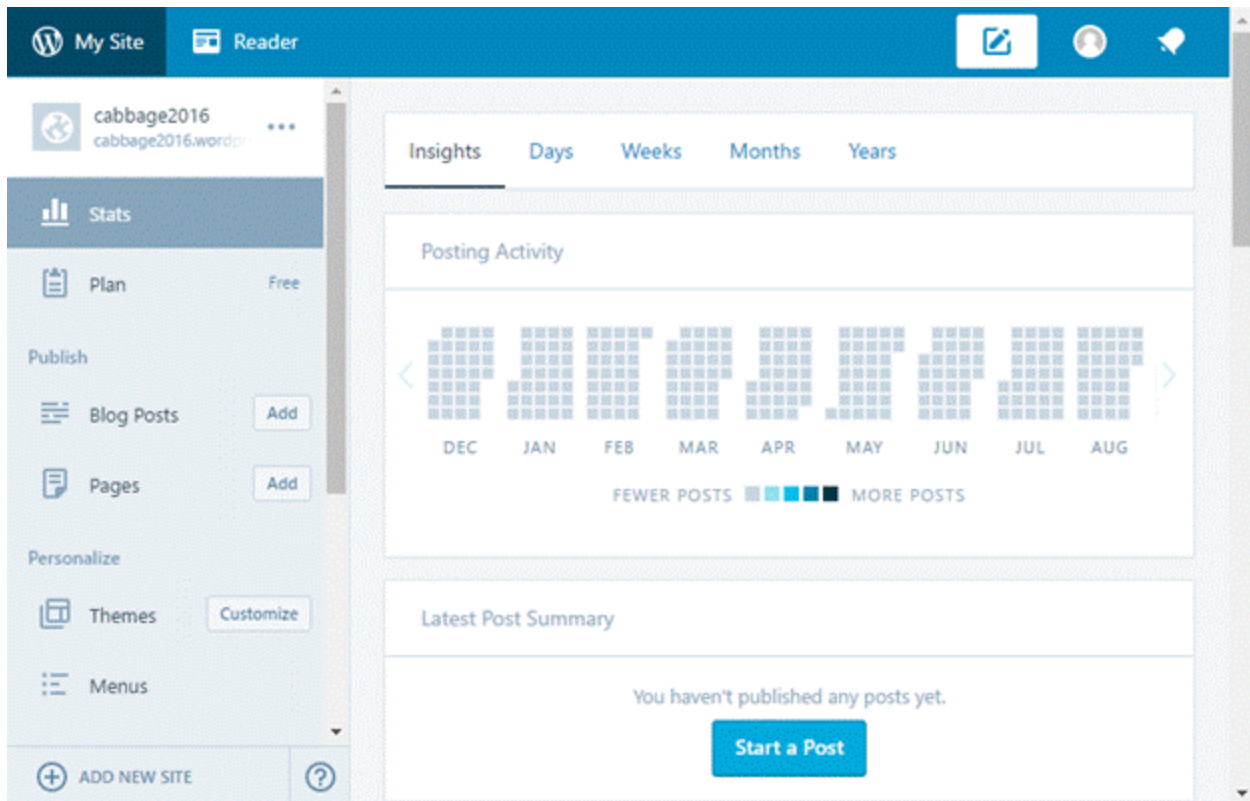 My Site
Reader
cabbage2016
cabbage2016.wordpr
Stats
Plan Free
Publish
Blog Posts Add
Pages Add
Personalize
Themes Customize
Menus
ADD NEW SITE
Insights Days Weeks Months Years
Posting Activity
DEC JAN FEB MAR APR MAY JUN JUL AUG
FEWER POSTS MORE POSTS
Latest Post Summary
You haven't published any posts yet.
Start a Post